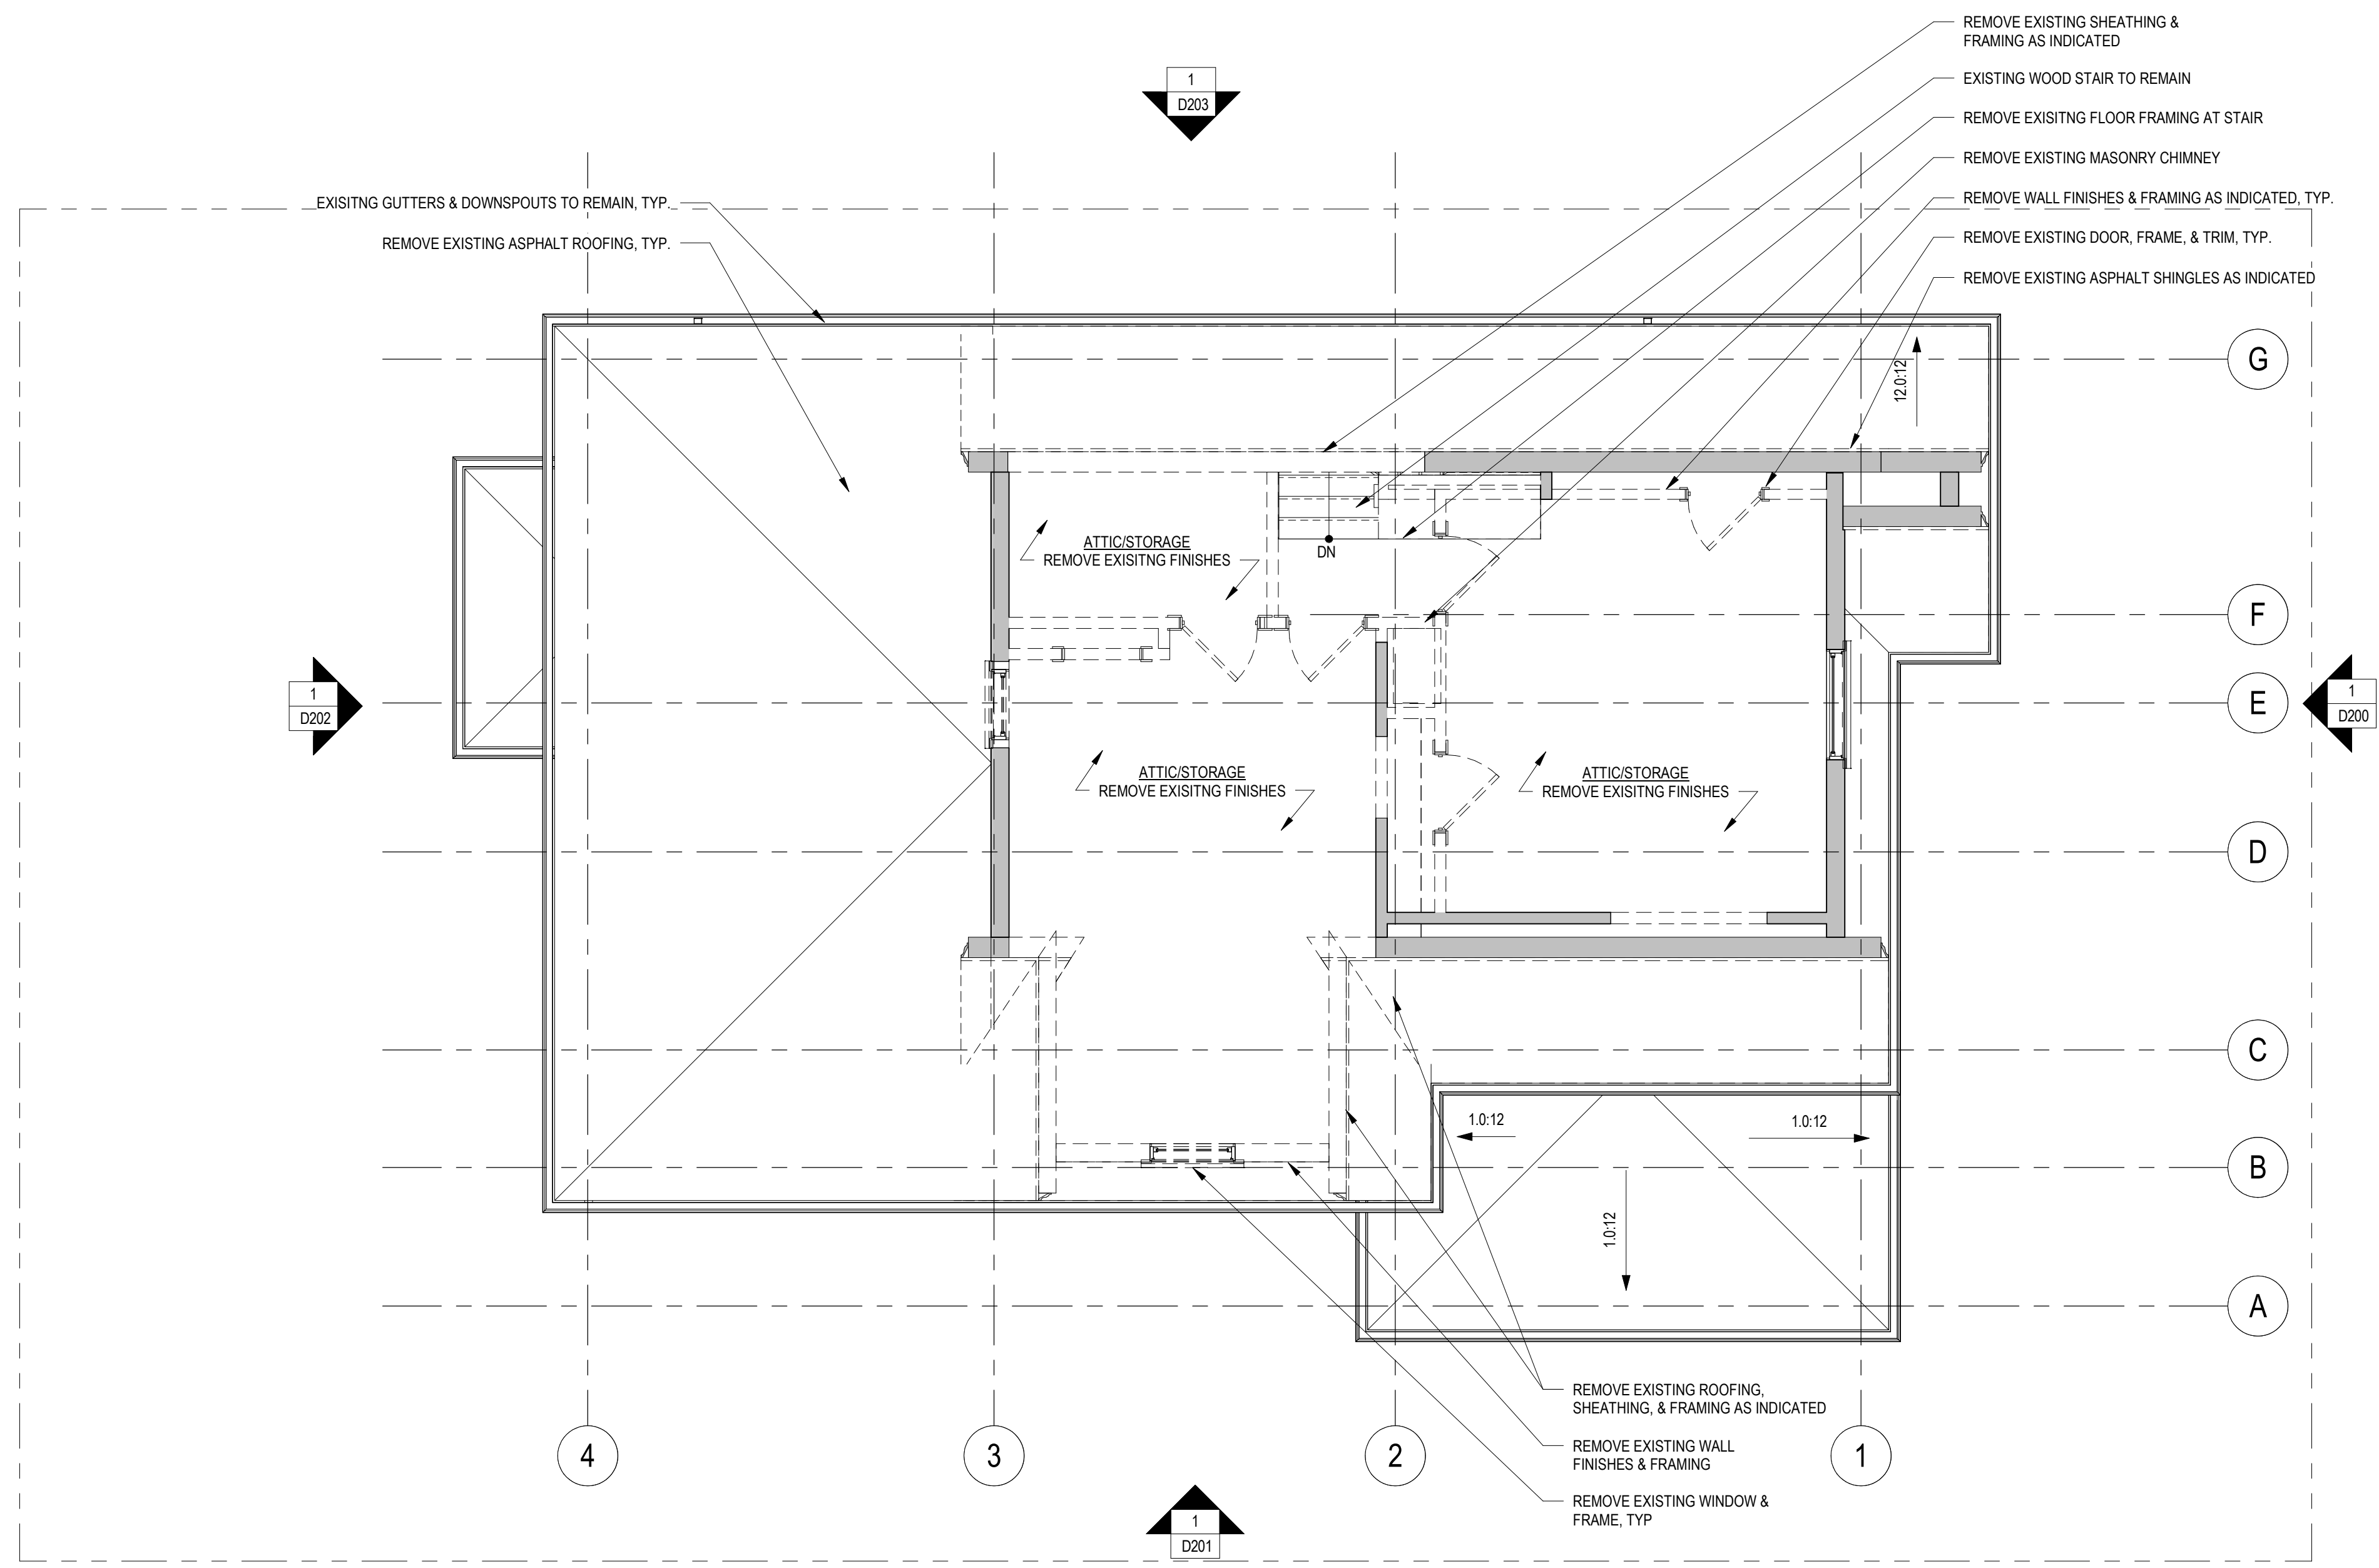 REMOVE EXISTING SHEATHING &
FRAMING AS INDICATED
EXISTING WOOD STAIR TO REMAIN
REMOVE EXISITNG FLOOR FRAMING AT STAIR
REMOVE EXISTING MASONRY CHIMNEY
REMOVE WALL FINISHES & FRAMING AS INDICATED, TYP.
REMOVE EXISTING DOOR, FRAME, & TRIM, TYP.
REMOVE EXISTING ASPHALT SHINGLES AS INDICATED
1
D203
EXISITNG GUTTERS & DOWNSPOUTS TO REMAIN, TYP.
REMOVE EXISTING ASPHALT ROOFING, TYP.
12.0:12
G
ATTIC/STORAGE
REMOVE EXISITNG FINISHES
DN
F
1
D202
E
1
D200
ATTIC/STORAGE
REMOVE EXISITNG FINISHES
ATTIC/STORAGE
REMOVE EXISITNG FINISHES
D
C
1.0:12
1.0:12
B
1.0:12
A
REMOVE EXISTING ROOFING,
SHEATHING, & FRAMING AS INDICATED
REMOVE EXISTING WALL
FINISHES & FRAMING
REMOVE EXISTING WINDOW &
FRAME, TYP
4
3
2
1
1
D201